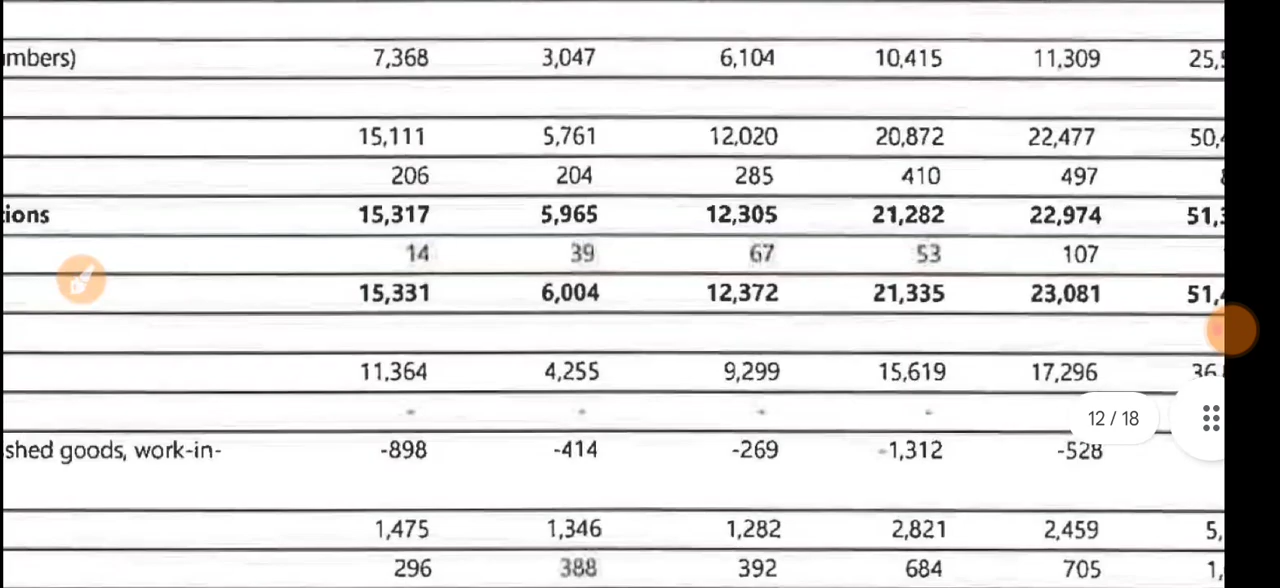 umbers) 7,368 3,047 6,104 10,415 11,309 25,
15,111 5,761 12,020 20,872 22,477 50,
206 204 285 410 497
tions 15,317 5,965 12,305 21,282 22,974 51,
14 39 67 53 107
15,331 6,004 12,372 21,335 23,081 51,
11,364 4,255 9,299 15,619 17,296 36
- - - -
12 / 18
shed goods, work-in- -898 -414 -269 -1,312 -528
1,475 1,346 1,282 2,821 2,459 5,
296 388 392 684 705 1,